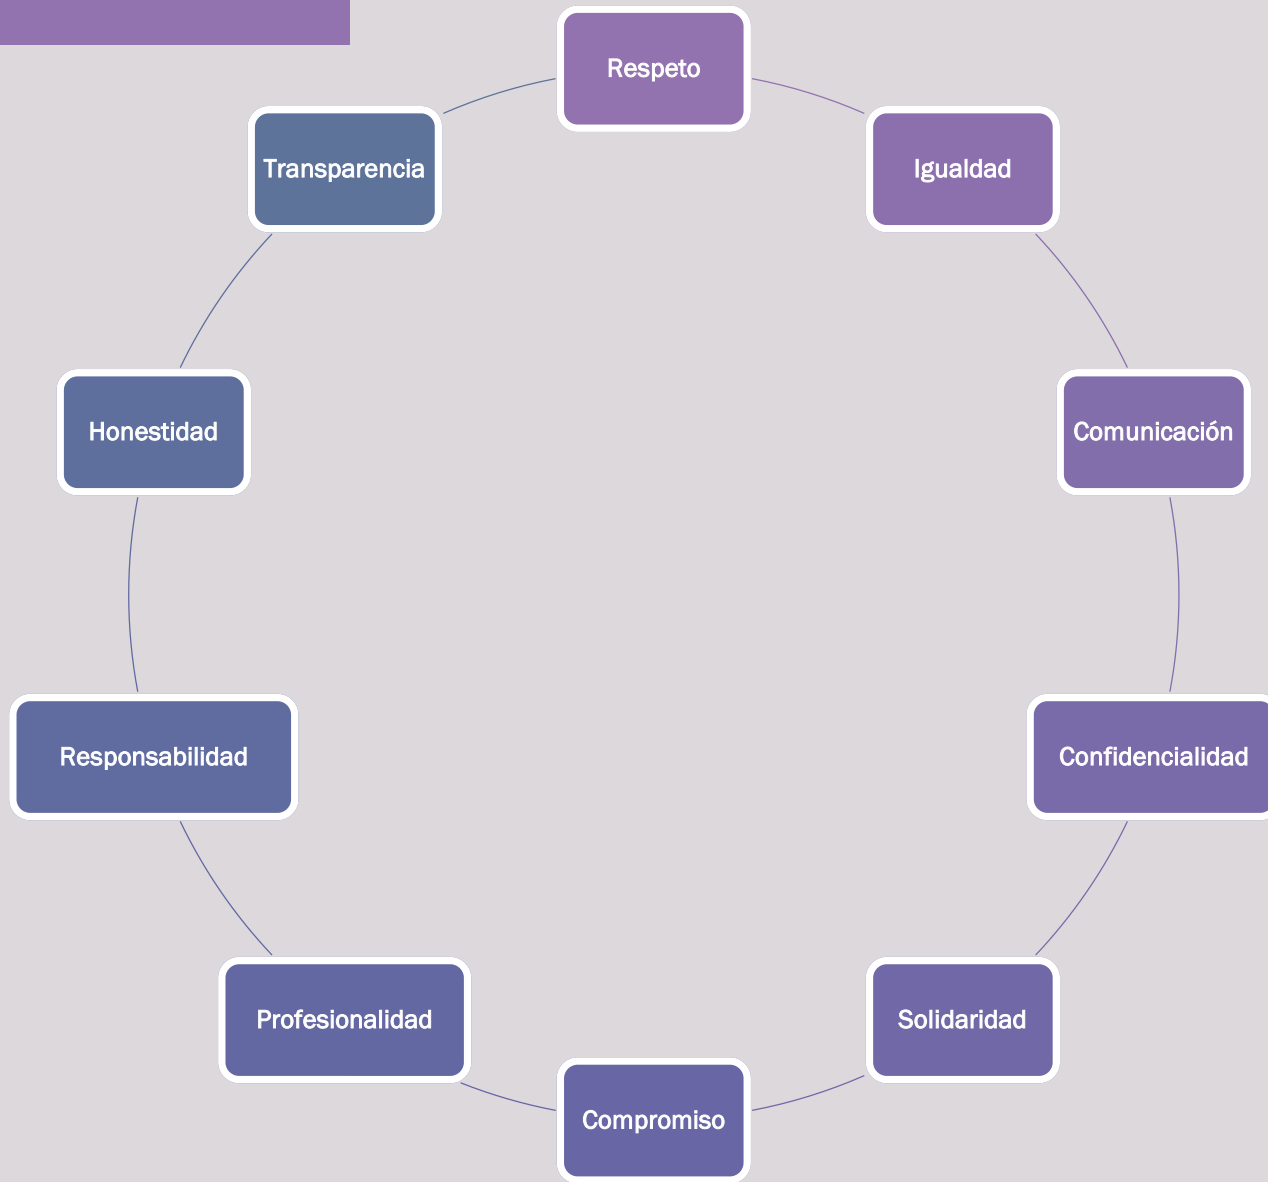 Respeto
Igualdad
Comunicación
Confidencialidad
Solidaridad
Compromiso
Profesionalidad
Responsabilidad
Honestidad
Transparencia